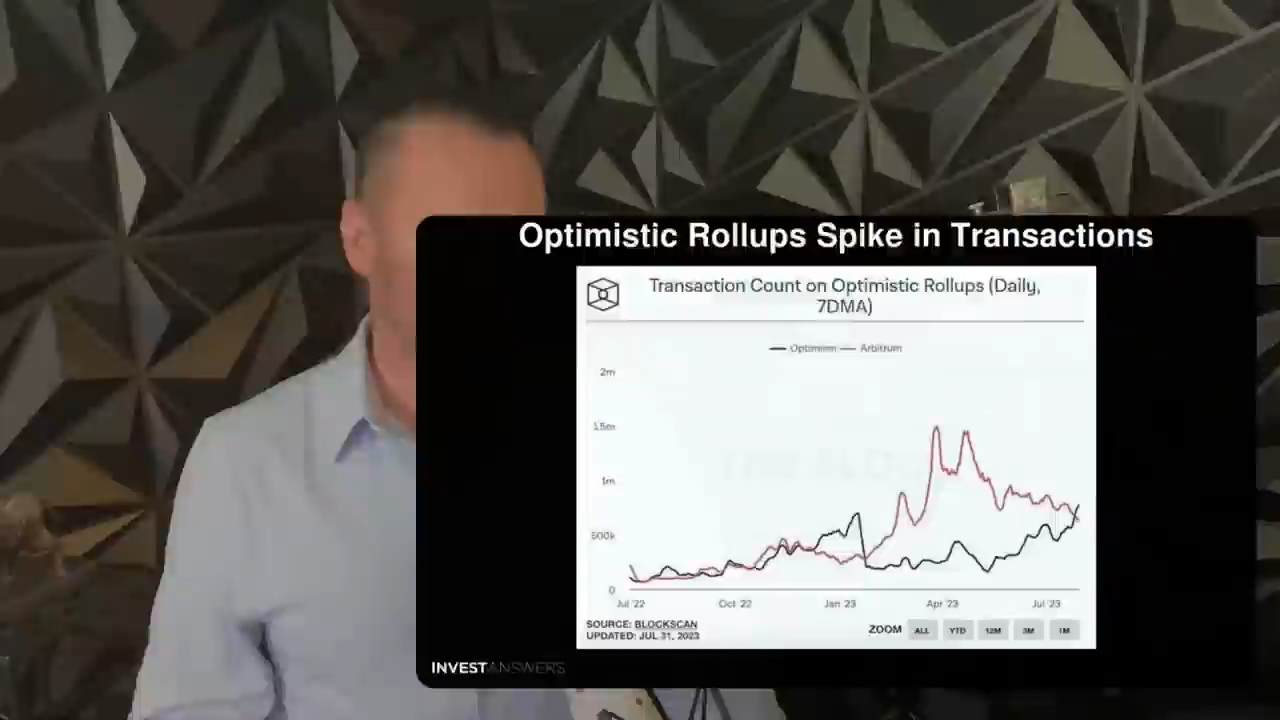 Optimistic Rollups Spike in Transactions
Transaction Count on Optimistic Rollups (Daily,
7DMA)
Optimism Arbitrum
2m
1.5m
1m
500k
0
Jul '22 Oct '22 Jan '23 Apr '23 Jul '23
SOURCE: BLOCKSCAN
UPDATED: JUL 31, 2023
ZOOM ALL YTD 12M 3M 1M
INVESTANSWERS